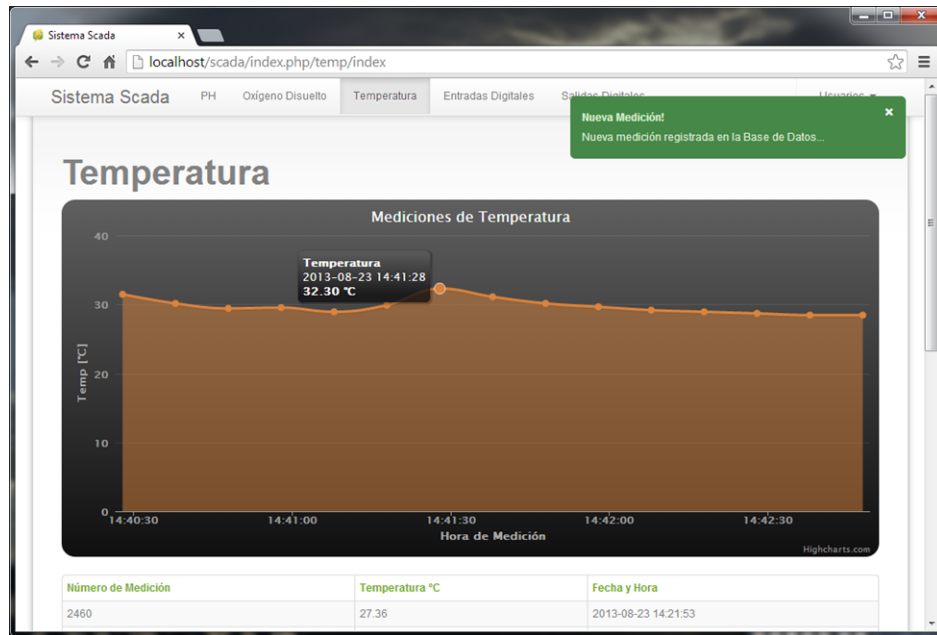 Sistema Scada
localhost/scada/index.php/temp/index
Sistema Scada PH Oxígeno Disuelto Temperatura Entradas Digitales Salidas Digitales Usuarios
Nueva Medición!
Nueva medición registrada en la Base de Datos...
Temperatura
Mediciones de Temperatura
40
30
20
10
0
Temp [°C]
Temperatura
2013-08-23 14:41:28
32.30 °C
14:40:30 14:41:00 14:41:30 14:42:00 14:42:30
Hora de Medición
Highcharts.com
Número de Medición Temperatura ºC Fecha y Hora
2460 27.36 2013-08-23 14:21:53